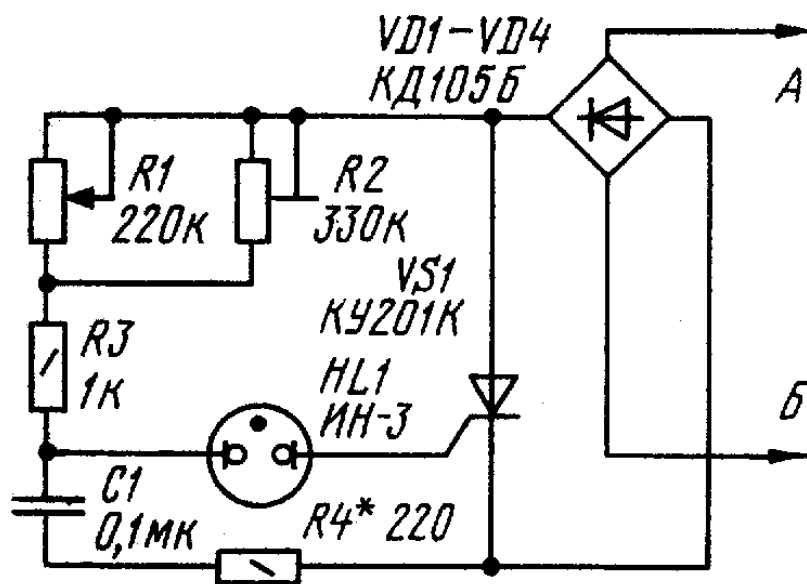 VD1-VD4
КД105Б
А
R1
220к
R2
330к
VS1
КУ201К
R3
1к
HL1
ИН-3
Б
C1
0,1мк
R4* 220